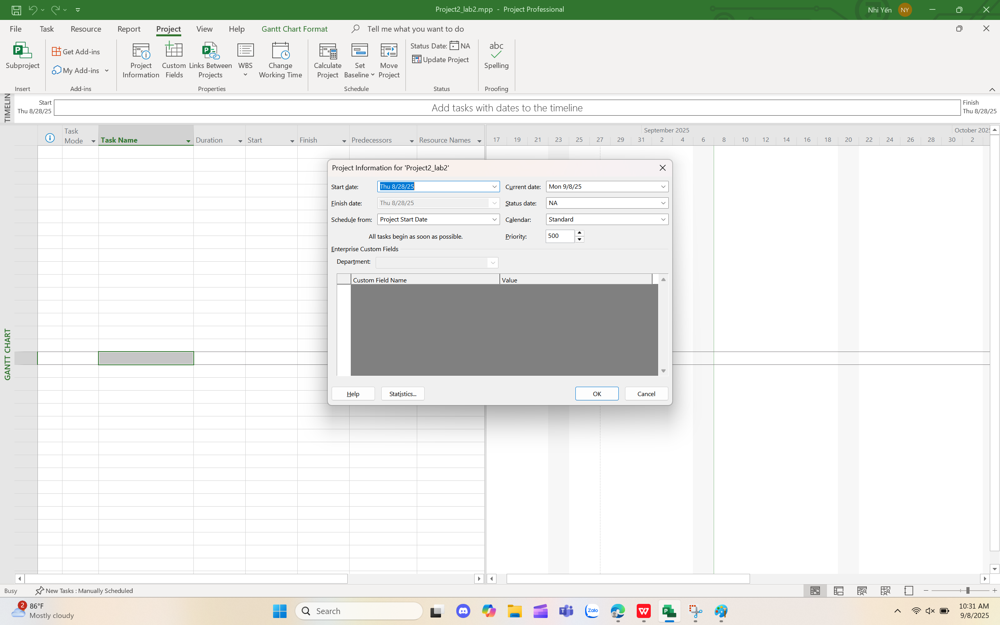 Project2_lab2.mpp - Project Professional
Nhi Yến NY
File Task Resource Report Project View Help Gantt Chart Format Tell me what you want to do
Subproject
Insert
Get Add-ins
My Add-ins
Add-ins
Project Information
Custom Fields
Links Between Projects
WBS
Change Working Time
Properties
Calculate Project
Set Baseline
Move Project
Schedule
Status Date: NA
Update Project
Status
abc
Spelling
Proofing
TIMELIN
Start
Thu 8/28/25
Add tasks with dates to the timeline
Finish
Thu 8/28/25
Task Mode
Task Name
Duration
Start
Finish
Predecessors
Resource Names
September 2025
October 2025
17 19 21 23 25 27 29 31 2 4 6 8 10 12 14 16 18 20 22 24 26 28 30 2
GANTT CHART
Project Information for 'Project2_lab2'
Start date: Thu 8/28/25
Current date: Mon 9/8/25
Finish date: Thu 8/28/25
Status date: NA
Schedule from: Project Start Date
Calendar: Standard
All tasks begin as soon as possible.
Priority: 500
Enterprise Custom Fields
Department:
Custom Field Name
Value
Help
Statistics...
OK
Cancel
Busy
New Tasks : Manually Scheduled
2
86°F
Mostly cloudy
Search
Zalo
10:31 AM
9/8/2025